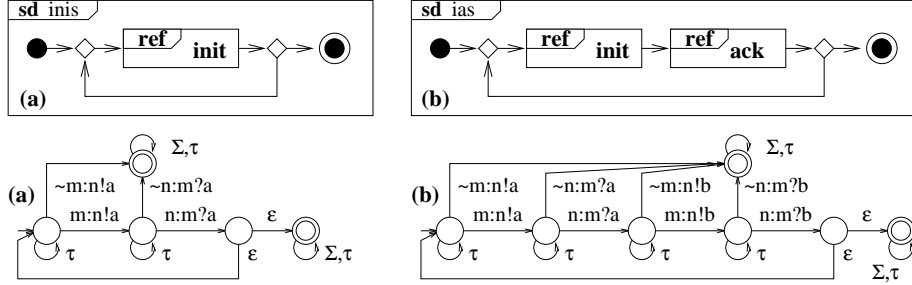 sd inis
ref
init
(a)
sd ias
ref
init
ref
ack
(b)
Σ,τ
(a)
~m:n!a
~n:m?a
m:n!a
n:m?a
ε
τ
τ
ε
Σ,τ
Σ,τ
(b)
~m:n!a
~n:m?a
~m:n!b
~n:m?b
m:n!a
n:m?a
m:n!b
n:m?b
ε
τ
τ
τ
τ
ε
Σ,τ